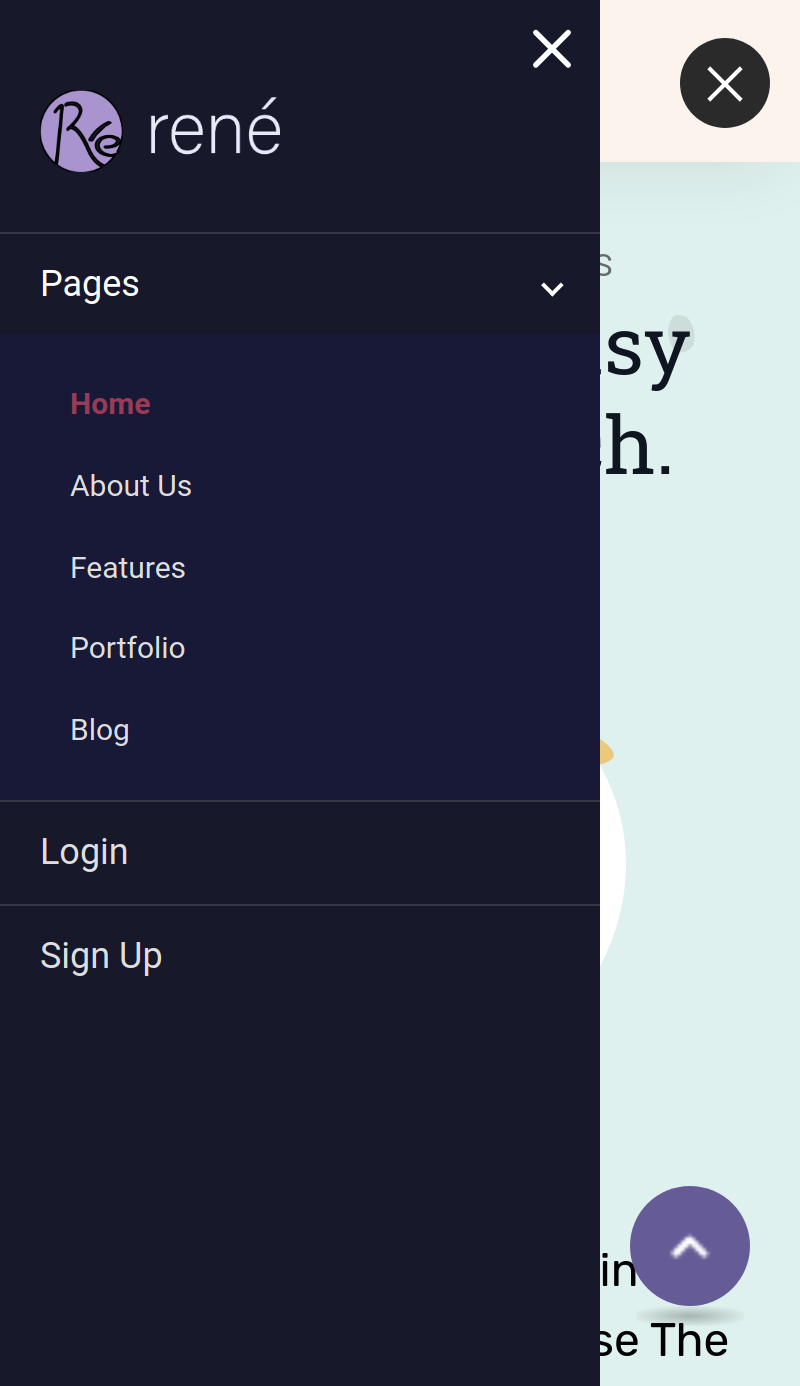 Re
rené
Pages
s
sy
h.
Home
About Us
Features
Portfolio
Blog
Login
Sign Up
in
se The